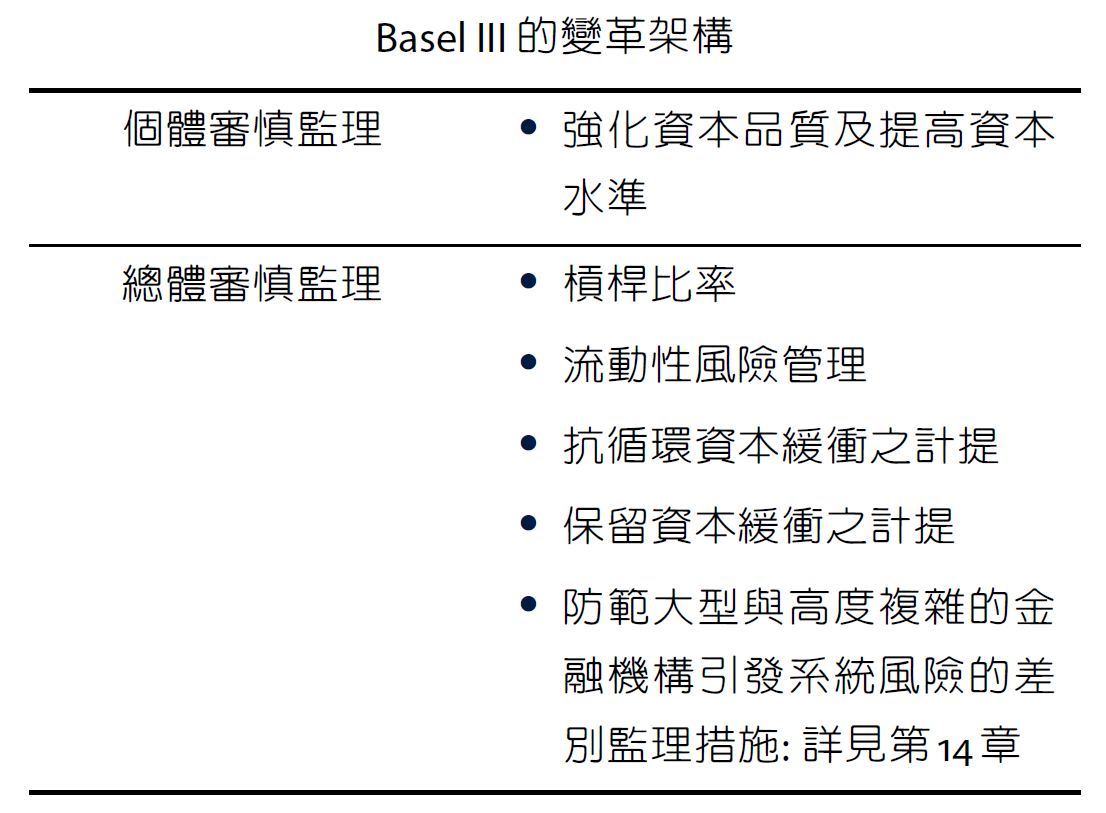 Basel III 的變革架構
個體審慎監理
• 強化資本品質及提高資本
水準
總體審慎監理
• 槓桿比率
• 流動性風險管理
• 抗循環資本緩衝之計提
• 保留資本緩衝之計提
• 防範大型與高度複雜的金
融機構引發系統風險的差
別監理措施: 詳見第 14 章